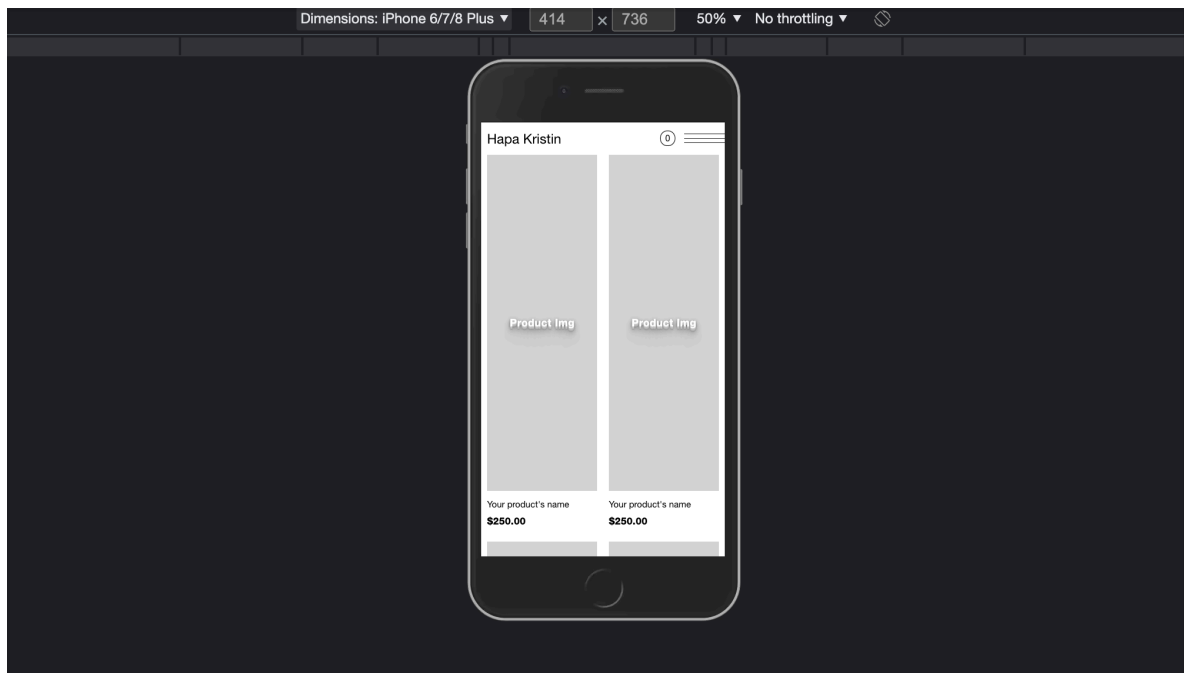 Dimensions: iPhone 6/7/8 Plus ▼ 414 × 736 50% ▼ No throttling ▼
Hapa Kristin 0
Product Img Product Img
Your product's name Your product's name
$250.00 $250.00